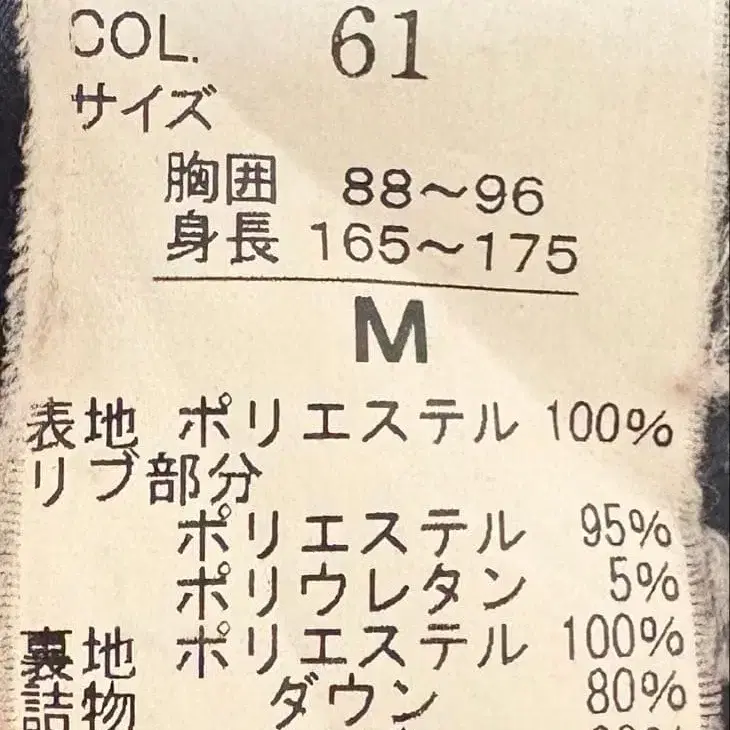 COL. 61
サイズ
胸囲 88～96
身長 165～175
M
表地 ポリエステル 100%
リブ部分
ポリエステル 95%
ポリウレタン 5%
裏地 ポリエステル 100%
詰物 ダウン 80%